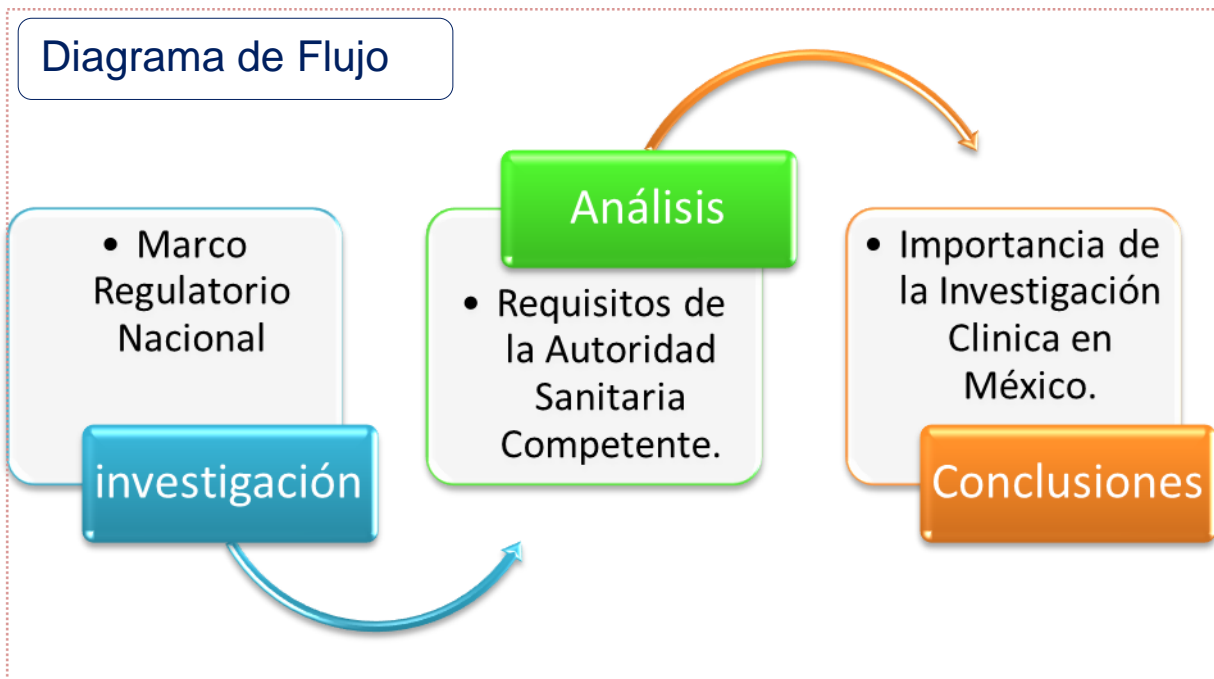 Diagrama de Flujo
• Marco
Regulatorio
Nacional
investigación
Análisis
• Requisitos de
la Autoridad
Sanitaria
Competente.
• Importancia de
la Investigación
Clinica en
México.
Conclusiones